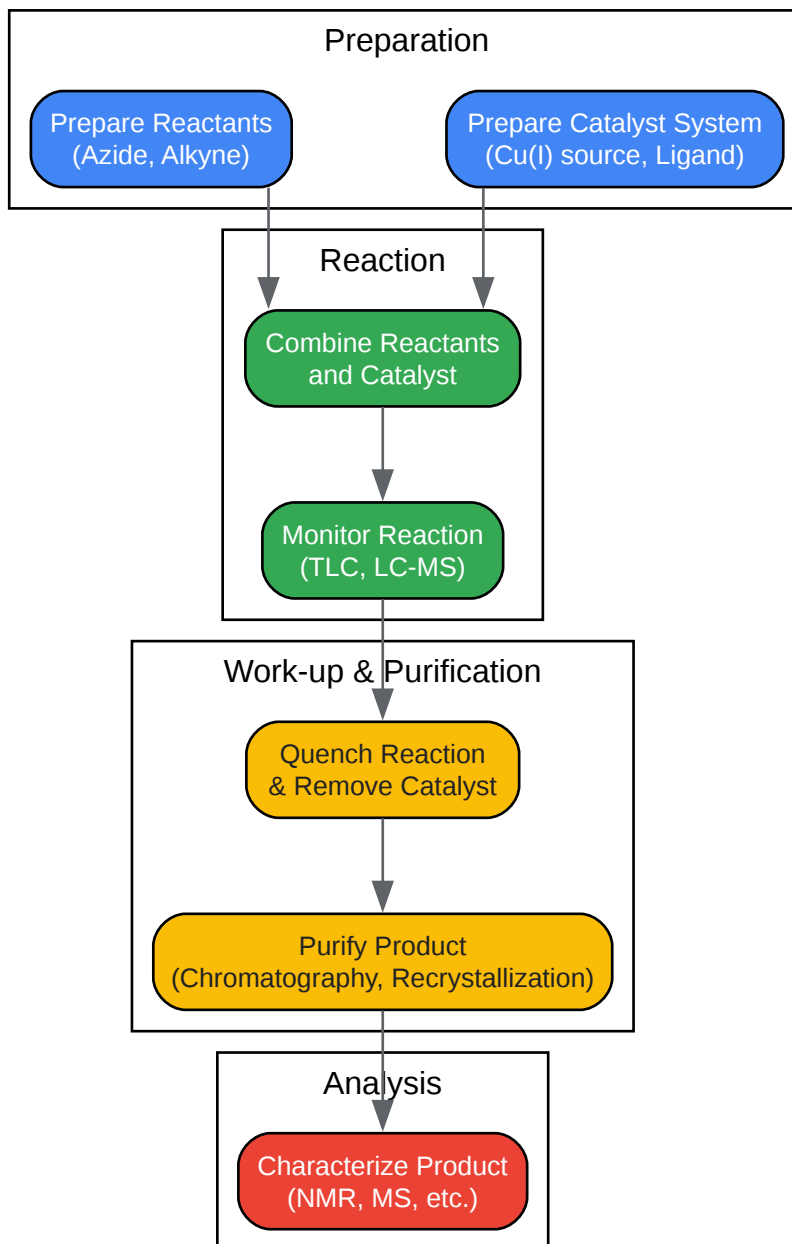 Preparation
Prepare Reactants
(Azide, Alkyne)
Prepare Catalyst System
(Cu(I) source, Ligand)
Reaction
Combine Reactants
and Catalyst
Monitor Reaction
(TLC, LC-MS)
Work-up & Purification
Quench Reaction
& Remove Catalyst
Purify Product
(Chromatography, Recrystallization)
Analysis
Characterize Product
(NMR, MS, etc.)